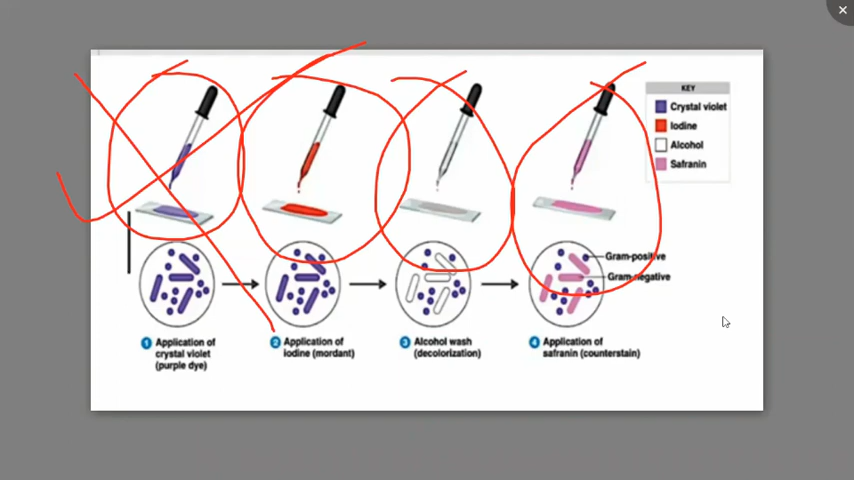 KEY
Crystal violet
Iodine
Alcohol
Safranin
Gram-positive
Gram-negative
1 Application of
crystal violet
(purple dye)
2 Application of
iodine (mordant)
3 Alcohol wash
(decolorization)
4 Application of
safranin (counterstain)